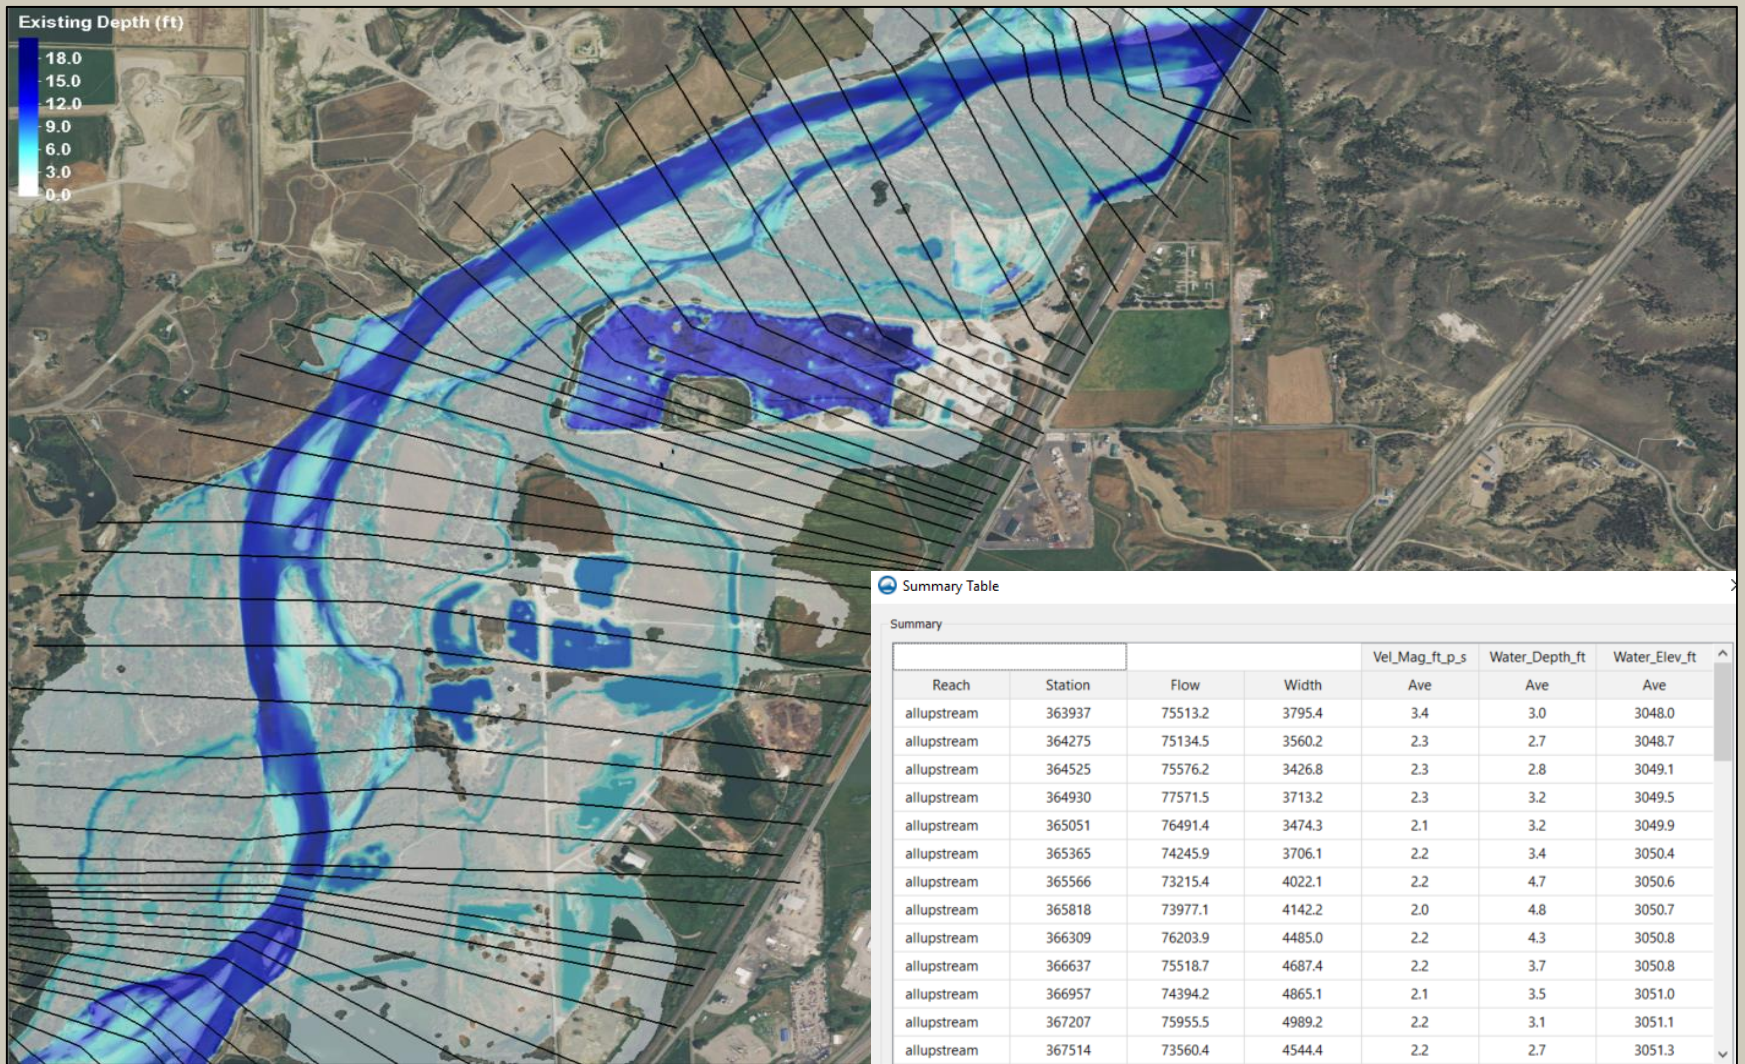 Existing Depth (ft)
18.0
15.0
12.0
9.0
6.0
3.0
0.0
Summary Table
Summary
Vel_Mag_ft_p_s Water_Depth_ft Water_Elev_ft
Reach Station Flow Width Ave Ave Ave
allupstream 363937 75513.2 3795.4 3.4 3.0 3048.0
allupstream 364275 75134.5 3560.2 2.3 2.7 3048.7
allupstream 364525 75576.2 3426.8 2.3 2.8 3049.1
allupstream 364930 77571.5 3713.2 2.3 3.2 3049.5
allupstream 365051 76491.4 3474.3 2.1 3.2 3049.9
allupstream 365365 74245.9 3706.1 2.2 3.4 3050.4
allupstream 365566 73215.4 4022.1 2.2 4.7 3050.6
allupstream 365818 73977.1 4142.2 2.0 4.8 3050.7
allupstream 366309 76203.9 4485.0 2.2 4.3 3050.8
allupstream 366637 75518.7 4687.4 2.2 3.7 3050.8
allupstream 366957 74394.2 4865.1 2.1 3.5 3051.0
allupstream 367207 75955.5 4989.2 2.2 3.1 3051.1
allupstream 367514 73560.4 4544.4 2.2 2.7 3051.3